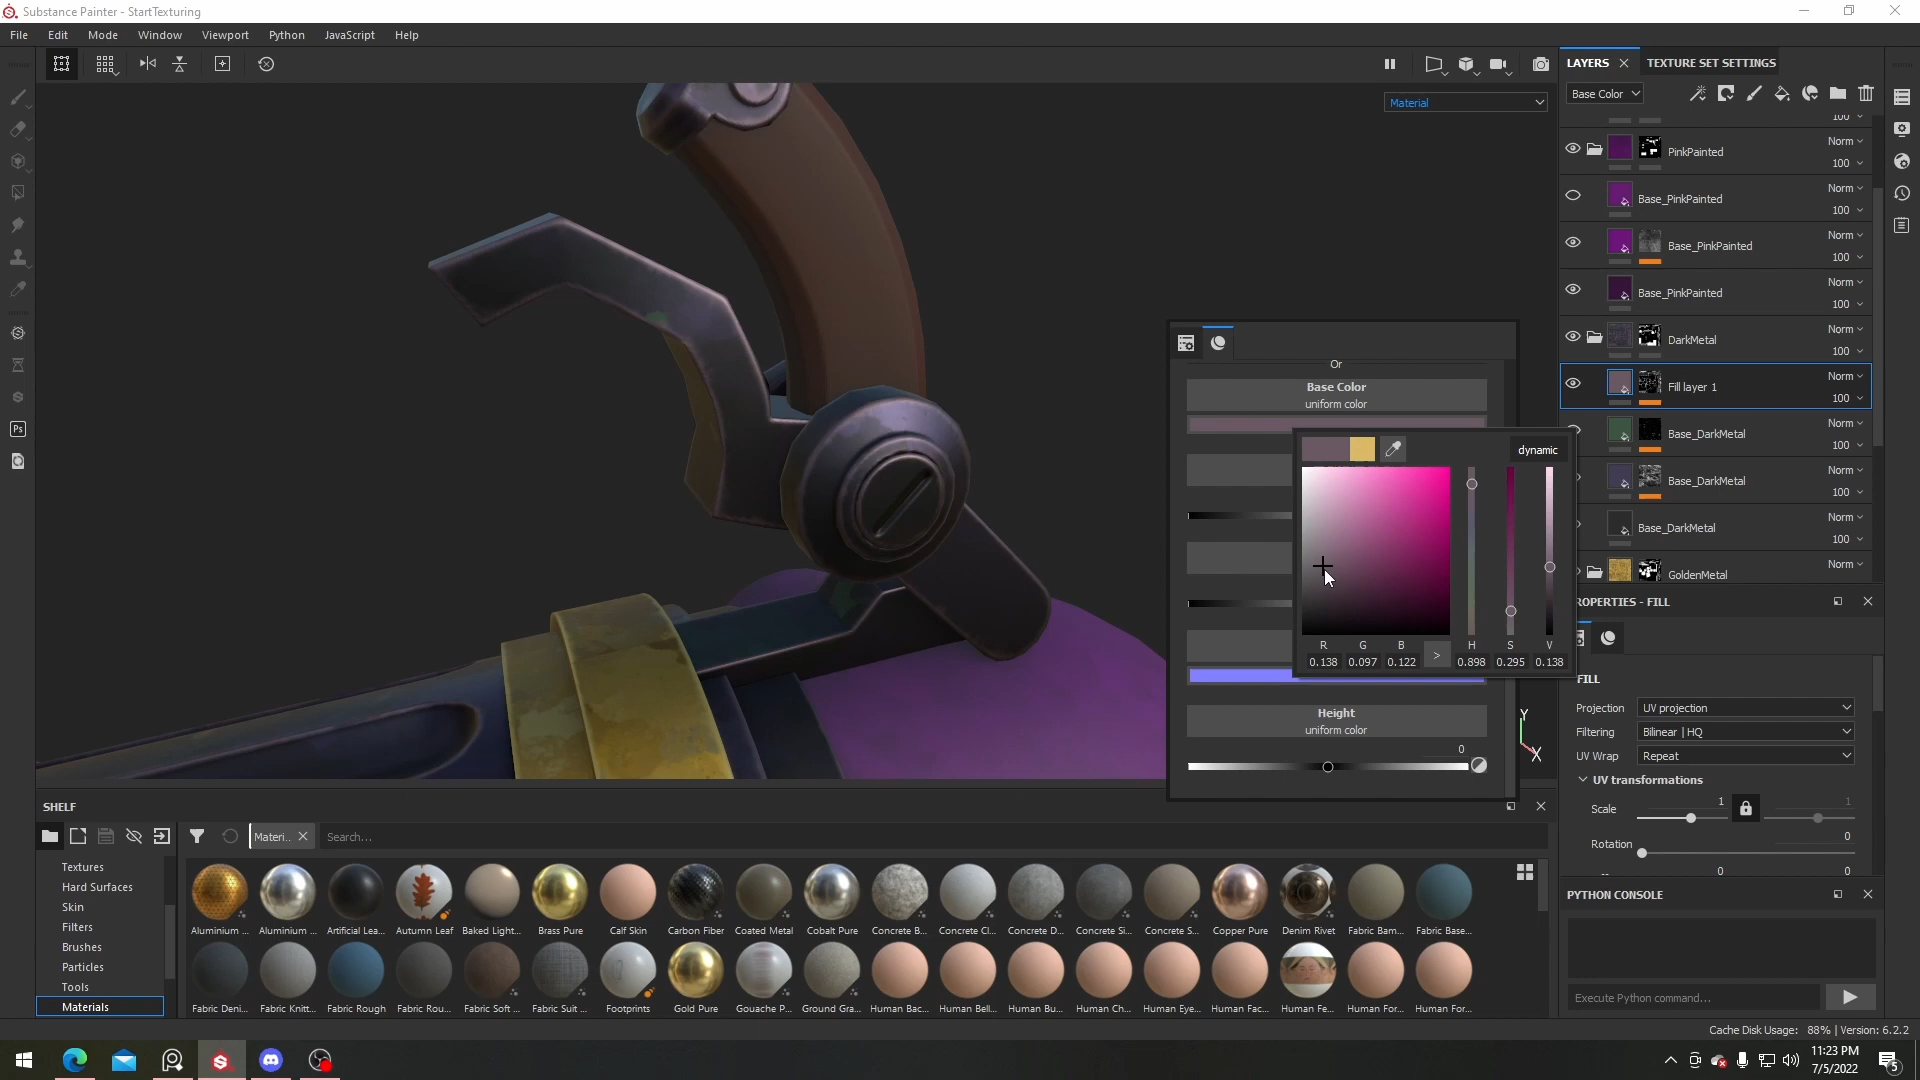 Substance Painter - StartTexturing
File Edit Mode Window Viewport Python JavaScript Help
Material
LAYERS
TEXTURE SET SETTINGS
Base Color
100
PinkPainted
Norm
100
Base_PinkPainted
Norm
100
Base_PinkPainted
Norm
100
Base_PinkPainted
Norm
100
DarkMetal
Norm
100
Fill layer 1
Norm
100
Base_DarkMetal
Norm
100
Base_DarkMetal
Norm
100
Base_DarkMetal
Norm
100
GoldenMetal
Norm
Or
Base Color
uniform color
dynamic
R G B > H S V
0.138 0.097 0.122 0.898 0.295 0.138
Height
uniform color
0
Y
X
ROPERTIES - FILL
FILL
Projection UV projection
Filtering Bilinear | HQ
UV Wrap Repeat
UV transformations
Scale 1 1
Rotation 0
0 0
PYTHON CONSOLE
Execute Python command...
SHELF
Materi..
Search...
Textures
Hard Surfaces
Skin
Filters
Brushes
Particles
Tools
Materials
Aluminium ... Aluminium ... Artificial Lea... Autumn Leaf Baked Light... Brass Pure Calf Skin Carbon Fiber Coated Metal Cobalt Pure Concrete B... Concrete Cl... Concrete D... Concrete Si... Concrete S... Copper Pure Denim Rivet Fabric Bam... Fabric Base...
Fabric Deni... Fabric Knitt... Fabric Rough Fabric Rou... Fabric Soft ... Fabric Suit ... Footprints Gold Pure Gouache P... Ground Gra... Human Bac... Human Bell... Human Bu... Human Ch... Human Eye... Human Fac... Human Fe... Human For... Human For...
Cache Disk Usage: 88% | Version: 6.2.2
Ps
11:23 PM
7/5/2022
5